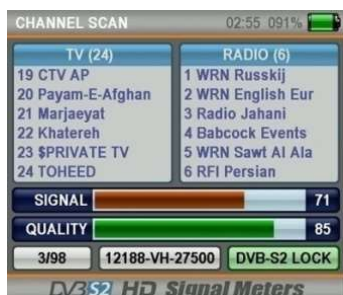 CHANNEL SCAN 02:55 091%
TV (24)
19 CTV AP
20 Payam-E-Afghan
21 Marjaeyat
22 Khatereh
23 $PRIVATE TV
24 TOHEED
RADIO (6)
1 WRN Russkij
2 WRN English Eur
3 Radio Jahani
4 Babcock Events
5 WRN Sawt Al Ala
6 RFI Persian
SIGNAL 71
QUALITY 85
3/98 12188-VH-27500 DVB-S2 LOCK
DVB S2 HD Signal Meters